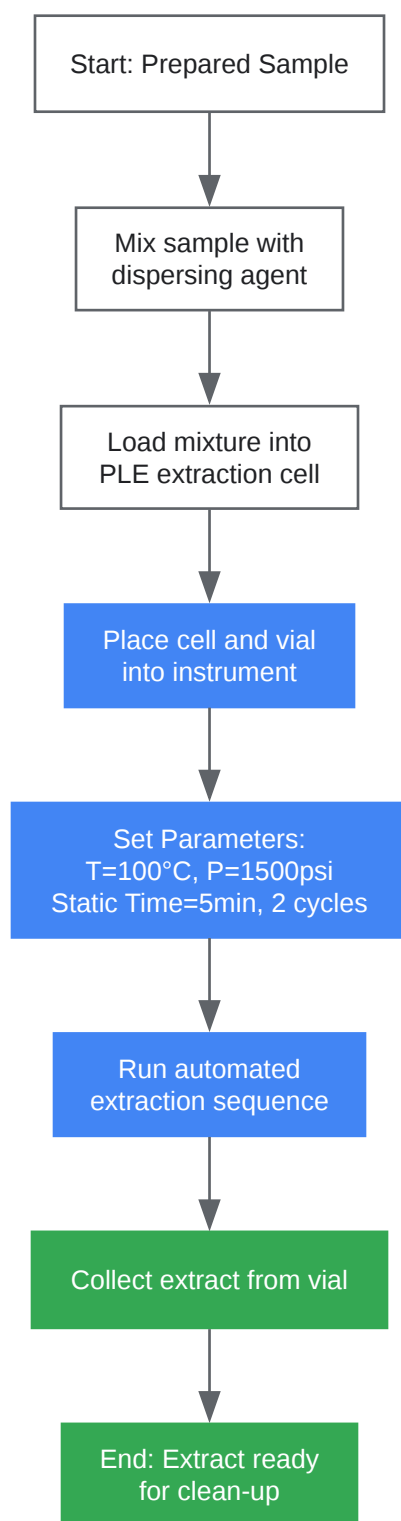 Start: Prepared Sample
Mix sample with
dispersing agent
Load mixture into
PLE extraction cell
Place cell and vial
into instrument
Set Parameters:
T=100°C, P=1500psi
Static Time=5min, 2 cycles
Run automated
extraction sequence
Collect extract from vial
End: Extract ready
for clean-up